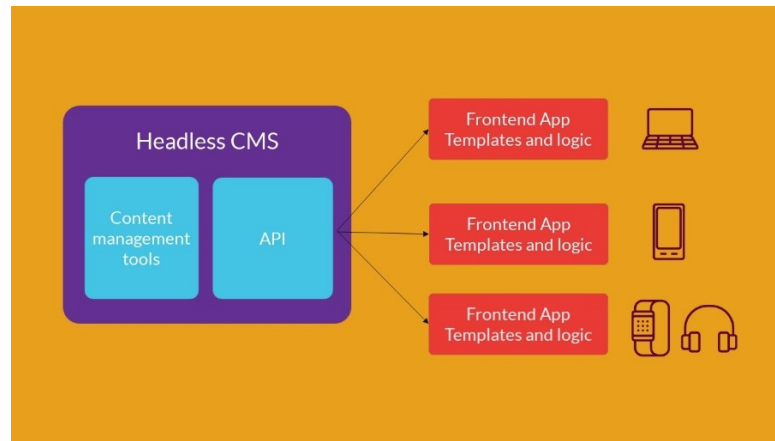 Headless CMS
Content
management
tools
API
Frontend App
Templates and logic
Frontend App
Templates and logic
Frontend App
Templates and logic